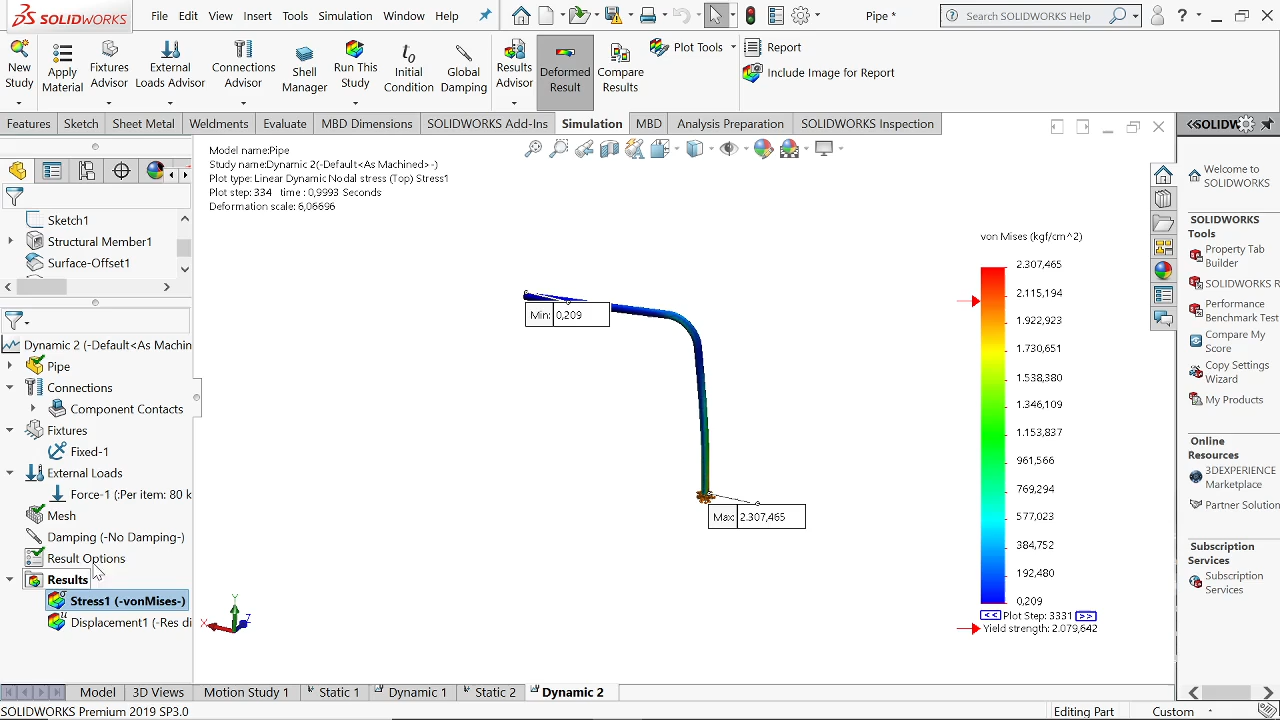 SOLIDWORKS
File Edit View Insert Tools Simulation Window Help
Pipe *
Search SOLIDWORKS Help
New Study
Apply Material
Fixtures Advisor
External Loads Advisor
Connections Advisor
Shell Manager
Run This Study
Initial Condition
Global Damping
Results Advisor
Deformed Result
Compare Results
Plot Tools
Report
Include Image for Report
Features Sketch Sheet Metal Weldments Evaluate MBD Dimensions SOLIDWORKS Add-Ins Simulation MBD Analysis Preparation SOLIDWORKS Inspection
Sketch1
Structural Member1
Surface-Offset1
Dynamic 2 (-Default<As Machin
Pipe
Connections
Component Contacts
Fixtures
Fixed-1
External Loads
Force-1 (:Per item: 80 k
Mesh
Damping (-No Damping-)
Result Options
Results
Stress1 (-vonMises-)
Displacement1 (-Res di
Model name:Pipe
Study name:Dynamic 2(-Default<As Machined>-)
Plot type: Linear Dynamic Nodal stress (Top) Stress1
Plot step: 334 time : 0,9993 Seconds
Deformation scale: 6,06696
Min: 0,209
Max: 2.307,465
Y
X
Z
von Mises (kgf/cm^2)
2.307,465
2.115,194
1.922,923
1.730,651
1.538,380
1.346,109
1.153,837
961,566
769,294
577,023
384,752
192,480
0,209
<< Plot Step: 3331 >>
Yield strength: 2.079,642
SOLIDW
Welcome to SOLIDWORKS
SOLIDWORKS Tools
Property Tab Builder
SOLIDWORKS R
Performance Benchmark Test
Compare My Score
Copy Settings Wizard
My Products
Online Resources
3DEXPERIENCE Marketplace
Partner Solution
Subscription Services
Subscription Services
Model 3D Views Motion Study 1 Static 1 Dynamic 1 Static 2 Dynamic 2
SOLIDWORKS Premium 2019 SP3.0
Editing Part
Custom